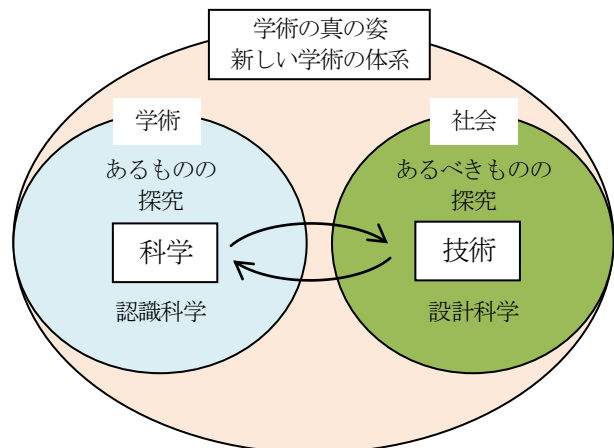 学術の真の姿
新しい学術の体系
学術
あるものの
探究
科学
認識科学
社会
あるべきものの
探究
技術
設計科学